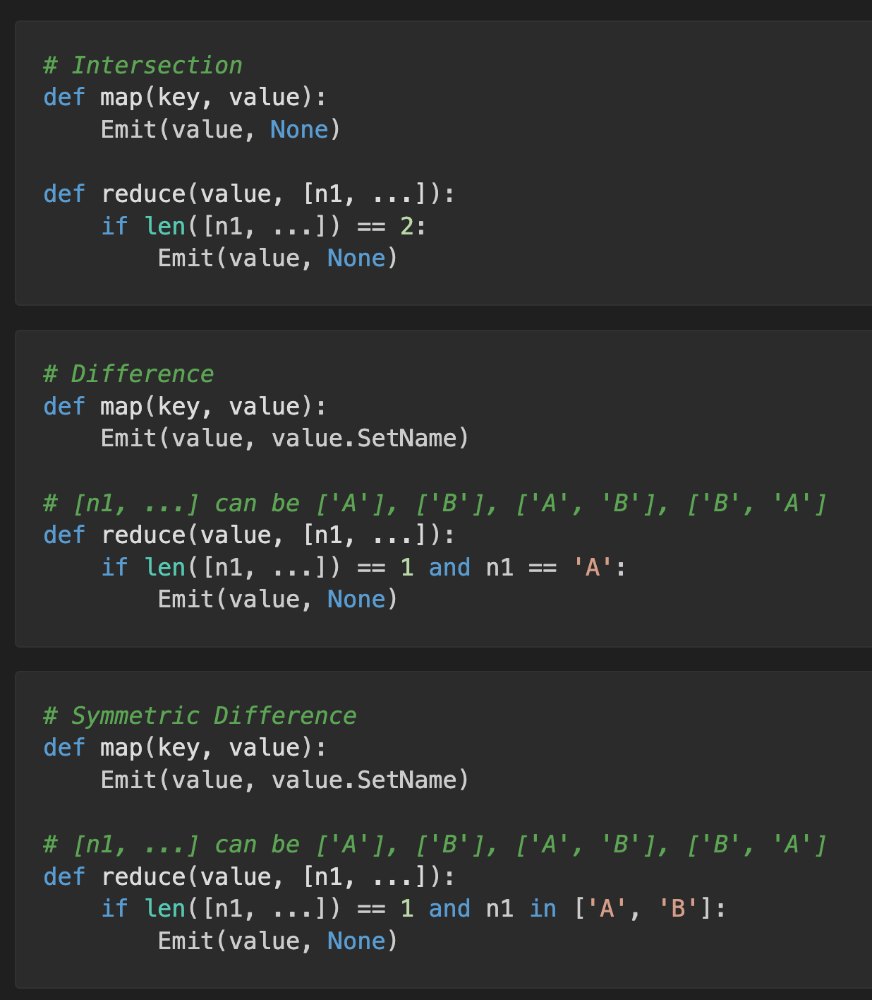 # Intersection
def map(key, value):
    Emit(value, None)
def reduce(value, [n1, ...]):
    if len([n1, ...]) == 2:
        Emit(value, None)
# Difference
def map(key, value):
    Emit(value, value.SetName)
# [n1, ...] can be ['A'], ['B'], ['A', 'B'], ['B', 'A']
def reduce(value, [n1, ...]):
    if len([n1, ...]) == 1 and n1 == 'A':
        Emit(value, None)
# Symmetric Difference
def map(key, value):
    Emit(value, value.SetName)
# [n1, ...] can be ['A'], ['B'], ['A', 'B'], ['B', 'A']
def reduce(value, [n1, ...]):
    if len([n1, ...]) == 1 and n1 in ['A', 'B']:
        Emit(value, None)